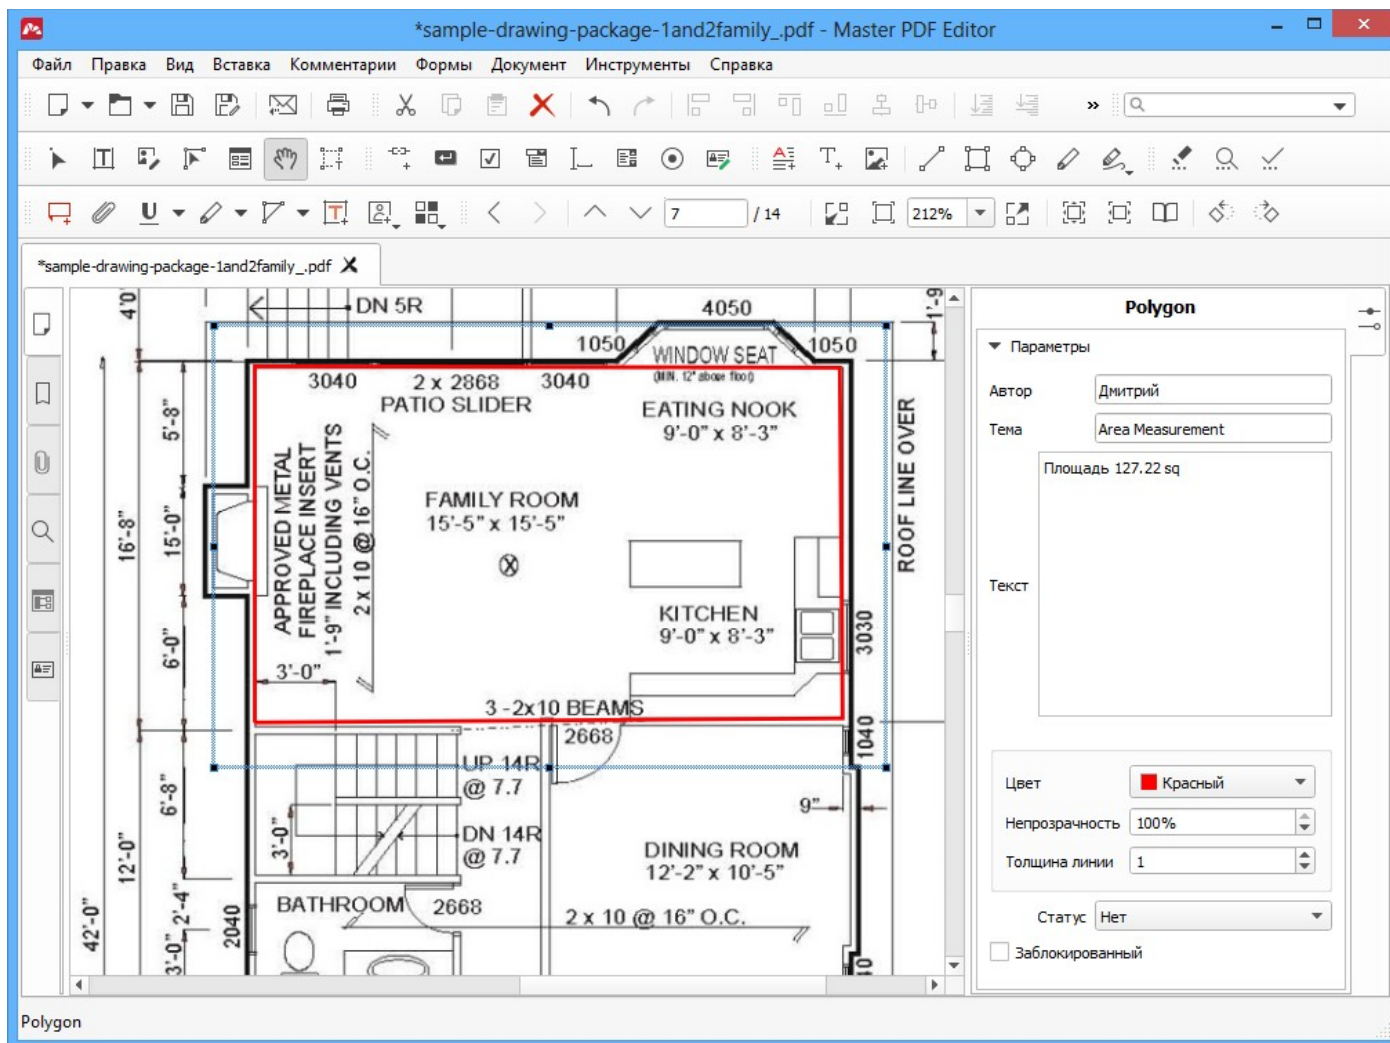 *sample-drawing-package-1and2family_.pdf - Master PDF Editor
Файл Правка Вид Вставка Комментарии Формы Документ Инструменты Справка
7 / 14 212%
*sample-drawing-package-1and2family_.pdf
4'0"
DN 5R
4050
1'-9
1050
WINDOW SEAT
1050
(MIN. 12" above floor)
3040
2 x 2868
3040
PATIO SLIDER
EATING NOOK
9'-0" x 8'-3"
5'-8"
APPROVED METAL
FIREPLACE INSERT
1'-9" INCLUDING VENTS
2 x 10 @ 16" O.C.
ROOF LINE OVER
FAMILY ROOM
15'-5" x 15'-5"
16'-8"
15'-0"
X
KITCHEN
9'-0" x 8'-3"
3030
6'-0"
3'-0"
3 -2x10 BEAMS
2668
1040
UP 14R
@ 7.7
6'-8"
9"
3'-0"
DN 14R
@ 7.7
12'-0"
DINING ROOM
12'-2" x 10'-5"
BATHROOM
2668
2 x 10 @ 16" O.C.
42'-0"
2'-4"
3'-0"
2040
Polygon
Параметры
Автор Дмитрий
Тема Area Measurement
Площадь 127.22 sq
Текст
Цвет Красный
Непрозрачность 100%
Толщина линии 1
Статус Нет
Заблокированный
Polygon